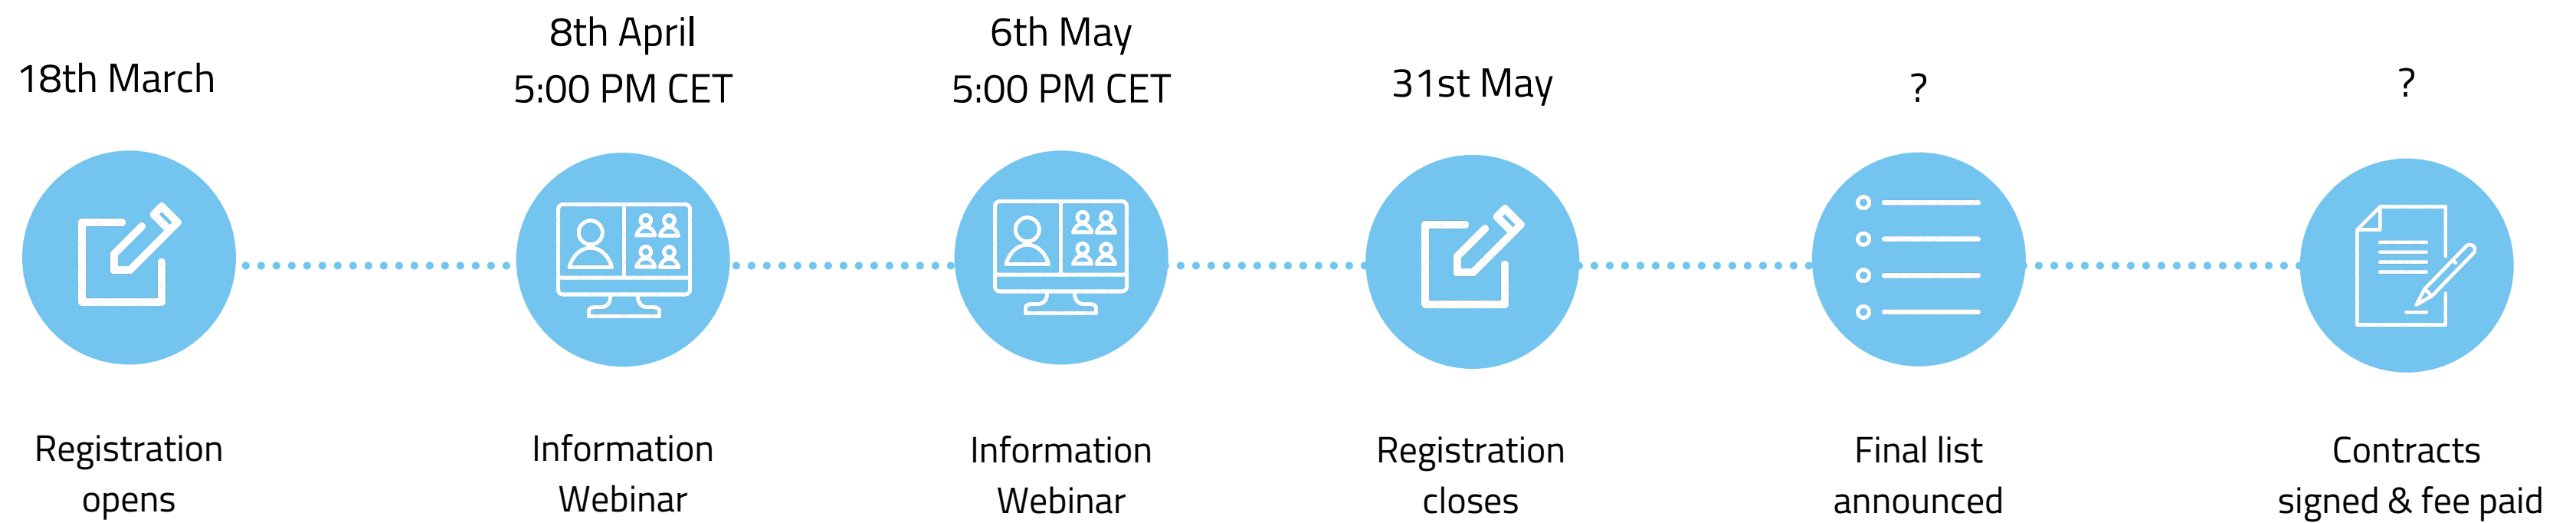 18th March
Registration
opens
8th April
5:00 PM CET
Information
Webinar
6th May
5:00 PM CET
Information
Webinar
31st May
Registration
closes
?
Final list
announced
?
Contracts
signed & fee paid